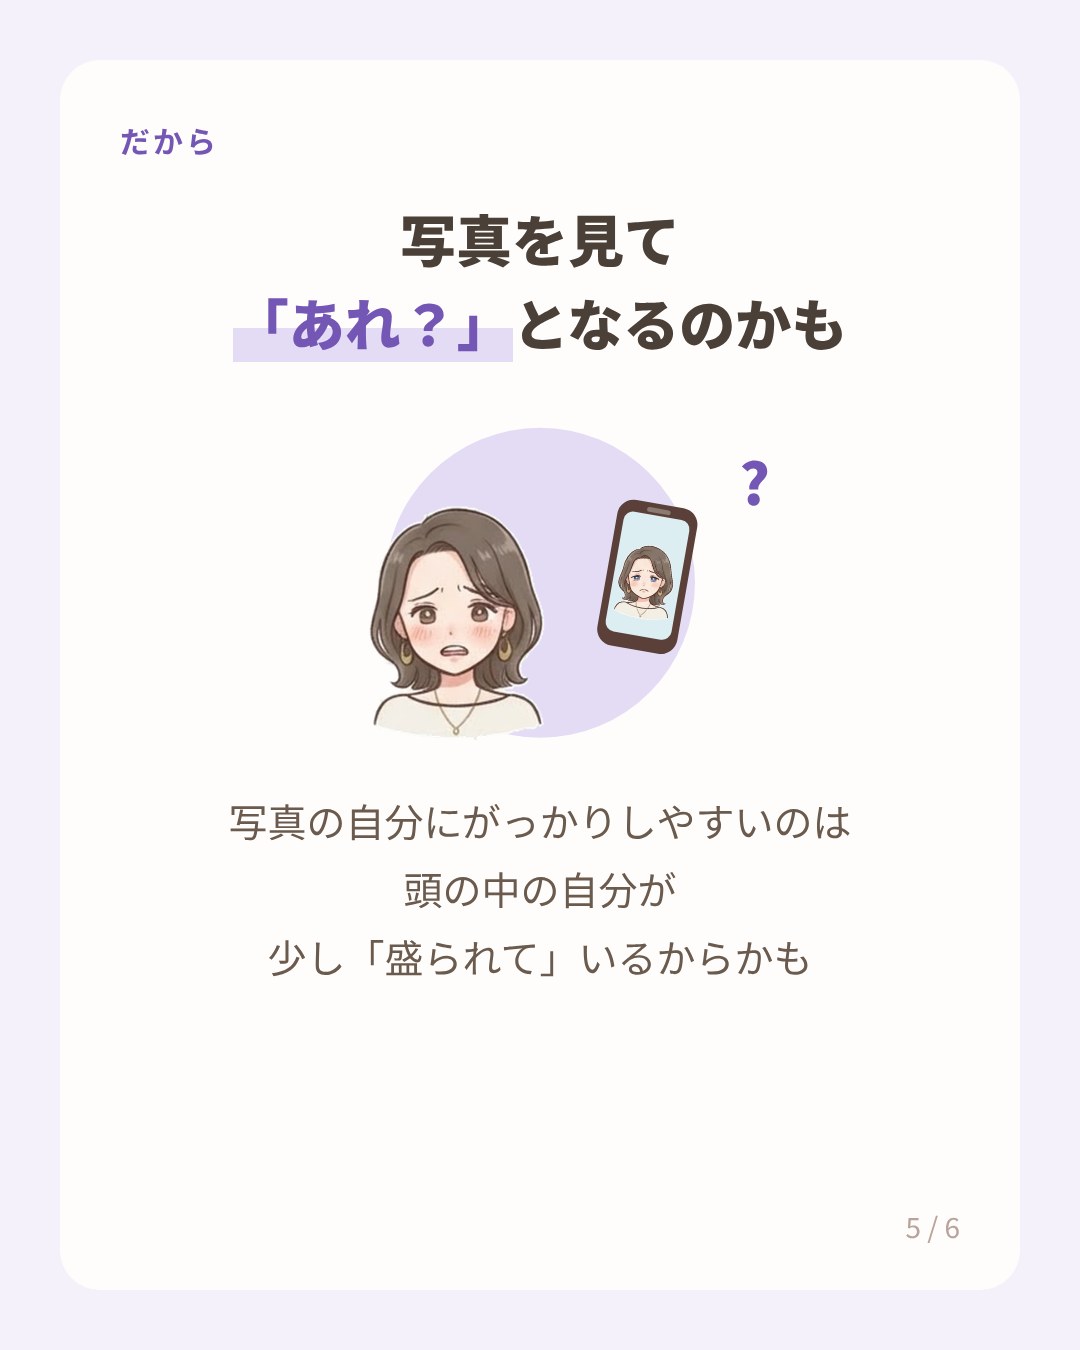 だから
写真を見て
「あれ？」となるのかも
?
写真の自分にがっかりしやすいのは
頭の中の自分が
少し「盛られて」いるからかも
5 / 6